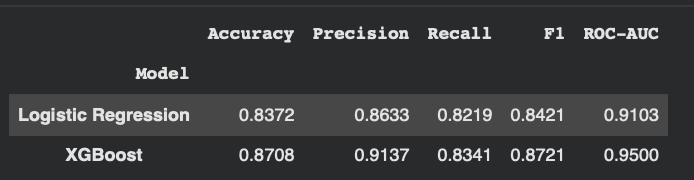 Accuracy Precision Recall F1 ROC-AUC
Model
Logistic Regression 0.8372 0.8633 0.8219 0.8421 0.9103
XGBoost 0.8708 0.9137 0.8341 0.8721 0.9500